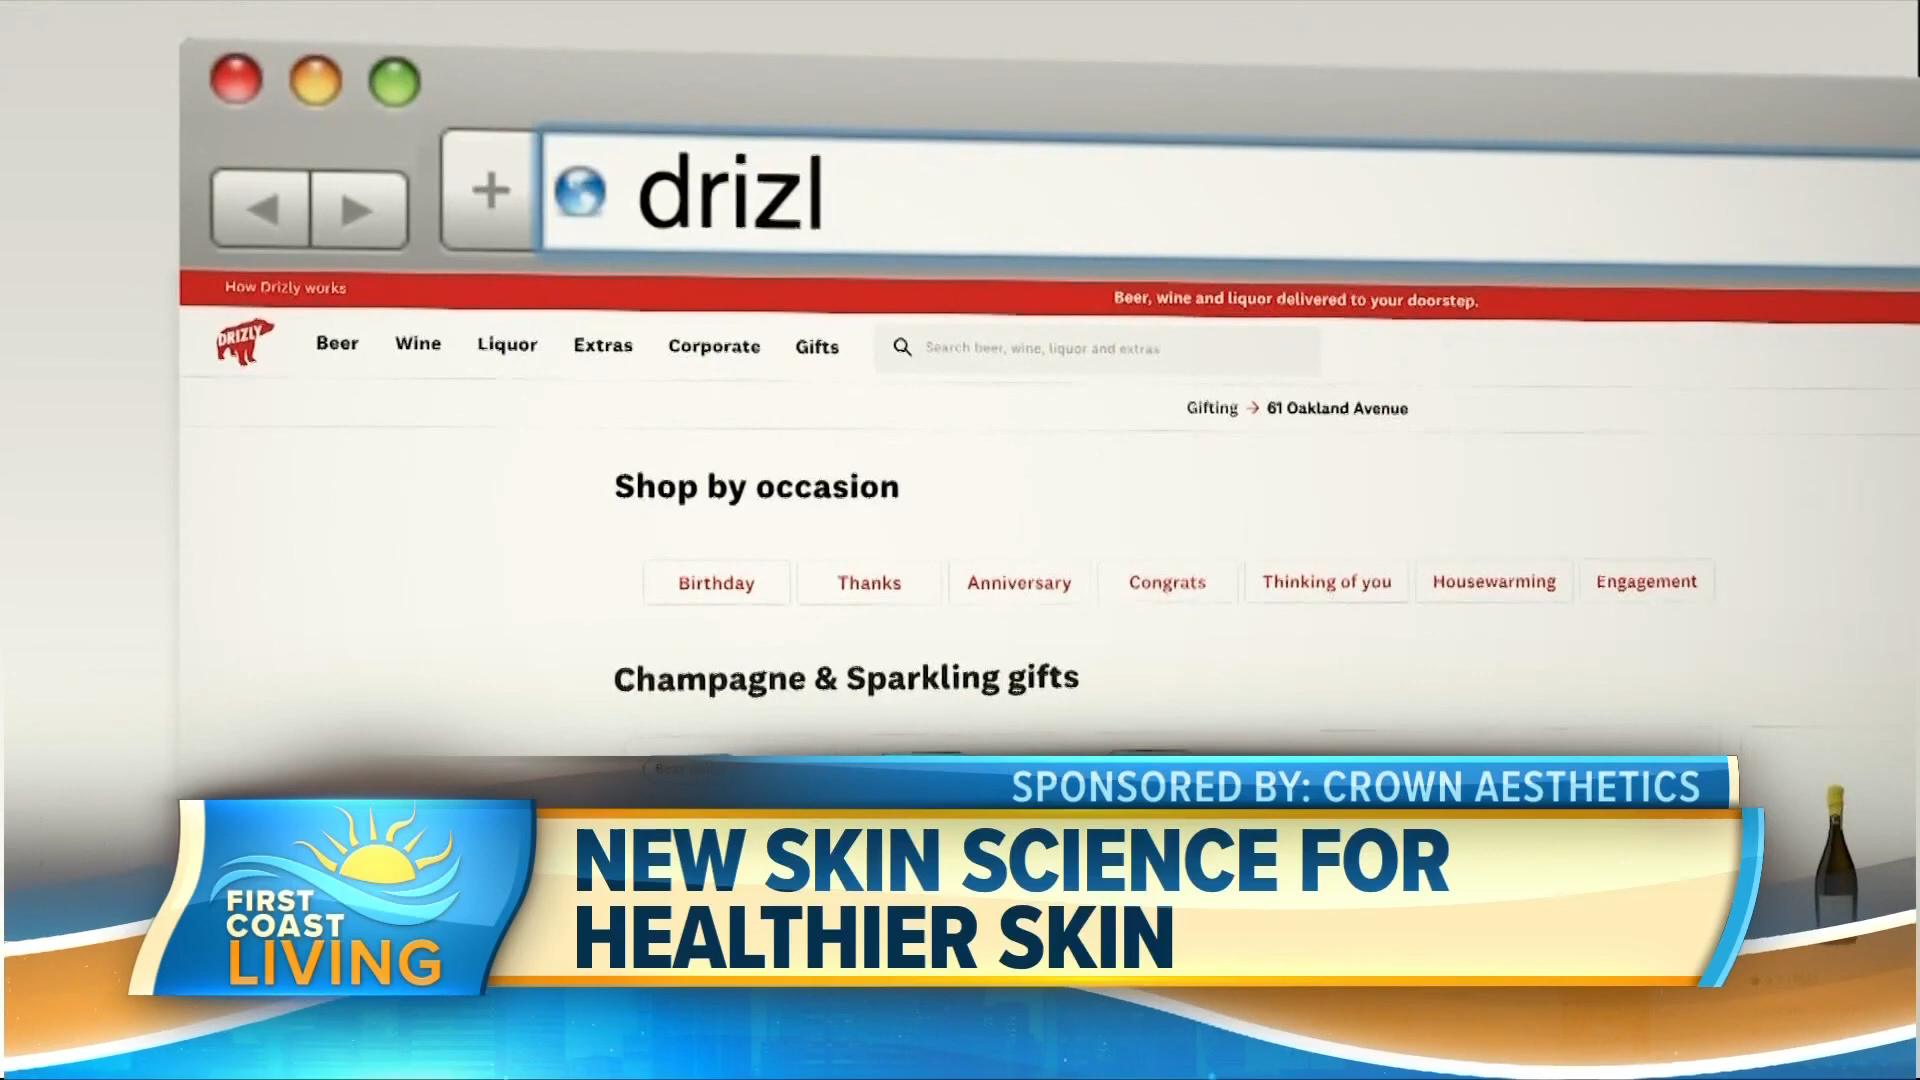 drizl
How Drizly works
Beer, wine and liquor delivered to your doorstep.
DRIZLY
Beer Wine Liquor Extras Corporate Gifts
Search beer, wine, liquor and extras
Gifting → 61 Oakland Avenue
Shop by occasion
Birthday Thanks Anniversary Congrats Thinking of you Housewarming Engagement
Champagne & Sparkling gifts
SPONSORED BY: CROWN AESTHETICS
NEW SKIN SCIENCE FOR
HEALTHIER SKIN
FIRST
COAST
LIVING